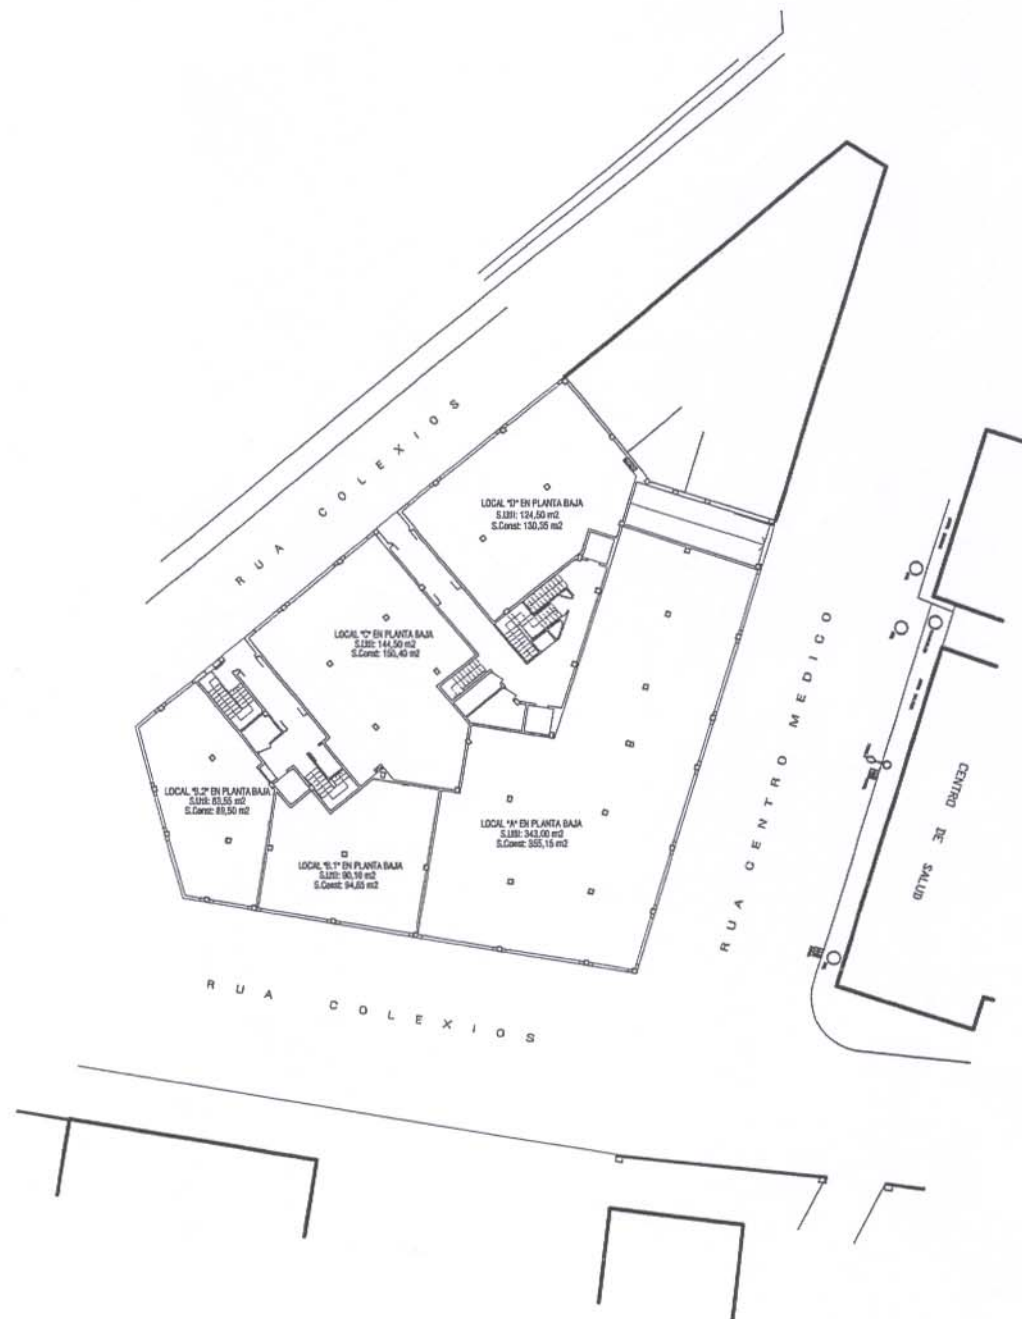 RUA COLEXIOS
LOCAL "D" EN PLANTA BAJA
S.Util: 124,50 m2
S.Const: 130,35 m2
LOCAL "C" EN PLANTA BAJA
S.Util: 144,50 m2
S.Const: 150,40 m2
LOCAL "B.2" EN PLANTA BAJA
S.Util: 83,55 m2
S.Const: 89,50 m2
LOCAL "B.1" EN PLANTA BAJA
S.Util: 90,10 m2
S.Const: 94,65 m2
LOCAL "A" EN PLANTA BAJA
S.Util: 343,00 m2
S.Const: 355,15 m2
RUA CENTRO MEDICO
CENTRO DE SALUD
RUA COLEXIOS